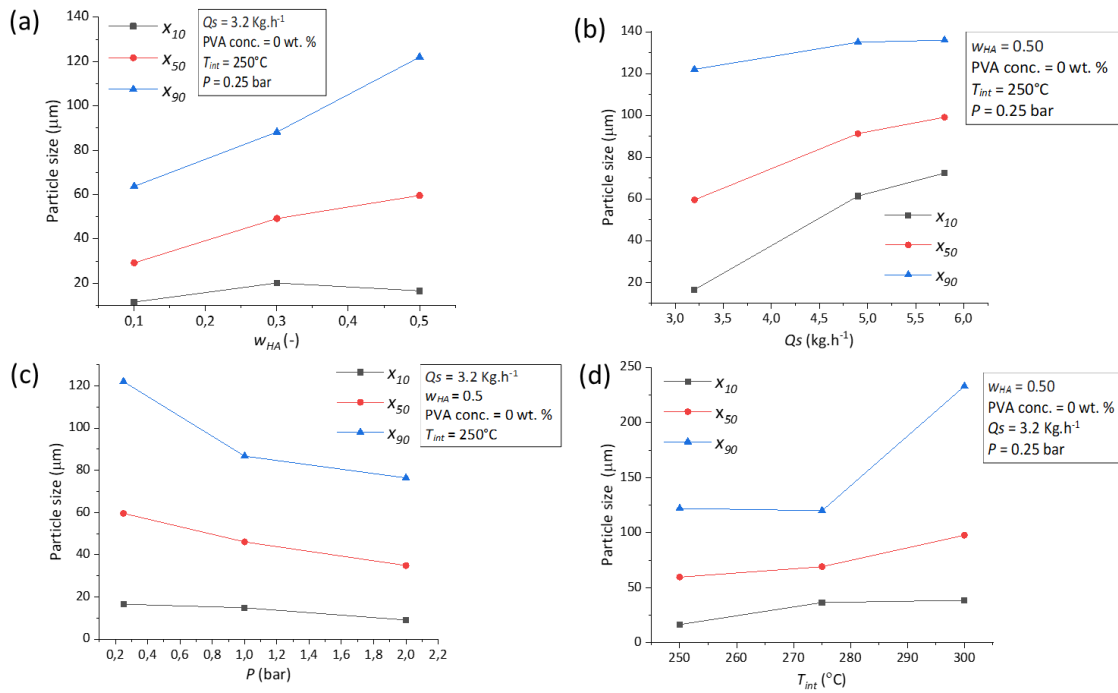 (a)
x10
x50
x90
Qs = 3.2 Kg.h-1
PVA conc. = 0 wt. %
Tint = 250°C
P = 0.25 bar
Particle size (µm)
140
120
100
80
60
40
20
0,1 0,2 0,3 0,4 0,5
wHA (-)
(b)
wHA = 0.50
PVA conc. = 0 wt. %
Tint = 250°C
P = 0.25 bar
x10
x50
x90
Particle size (µm)
140
120
100
80
60
40
20
3,0 3,5 4,0 4,5 5,0 5,5 6,0
Qs (kg.h-1)
(c)
x10
x50
x90
Qs = 3.2 Kg.h-1
wHA = 0.5
PVA conc. = 0 wt. %
Tint = 250°C
Particle size (µm)
120
100
80
60
40
20
0
0,2 0,4 0,6 0,8 1,0 1,2 1,4 1,6 1,8 2,0 2,2
P (bar)
(d)
x10
x50
x90
wHA = 0.50
PVA conc. = 0 wt. %
Qs = 3.2 Kg.h-1
P = 0.25 bar
Particle size (µm)
250
200
150
100
50
0
250 260 270 280 290 300
Tint (°C)